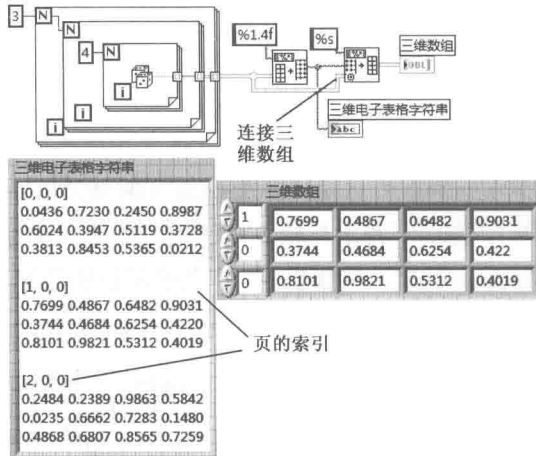 3 N
N
4 N
i
i
i
%1.4f
%s
三维数组
DBL
连接三
维数组
三维电子表格字符串
abc
三维电子表格字符串
[0, 0, 0]
0.0436 0.7230 0.2450 0.8987
0.6024 0.3947 0.5119 0.3728
0.3813 0.8453 0.5365 0.0212
[1, 0, 0]
0.7699 0.4867 0.6482 0.9031
0.3744 0.4684 0.6254 0.4220
0.8101 0.9821 0.5312 0.4019
[2, 0, 0]
0.2484 0.2389 0.9863 0.5842
0.0235 0.6662 0.7283 0.1480
0.4868 0.6807 0.8565 0.7259
三维数组
1 0.7699 0.4867 0.6482 0.9031
0 0.3744 0.4684 0.6254 0.422
0 0.8101 0.9821 0.5312 0.4019
页的索引